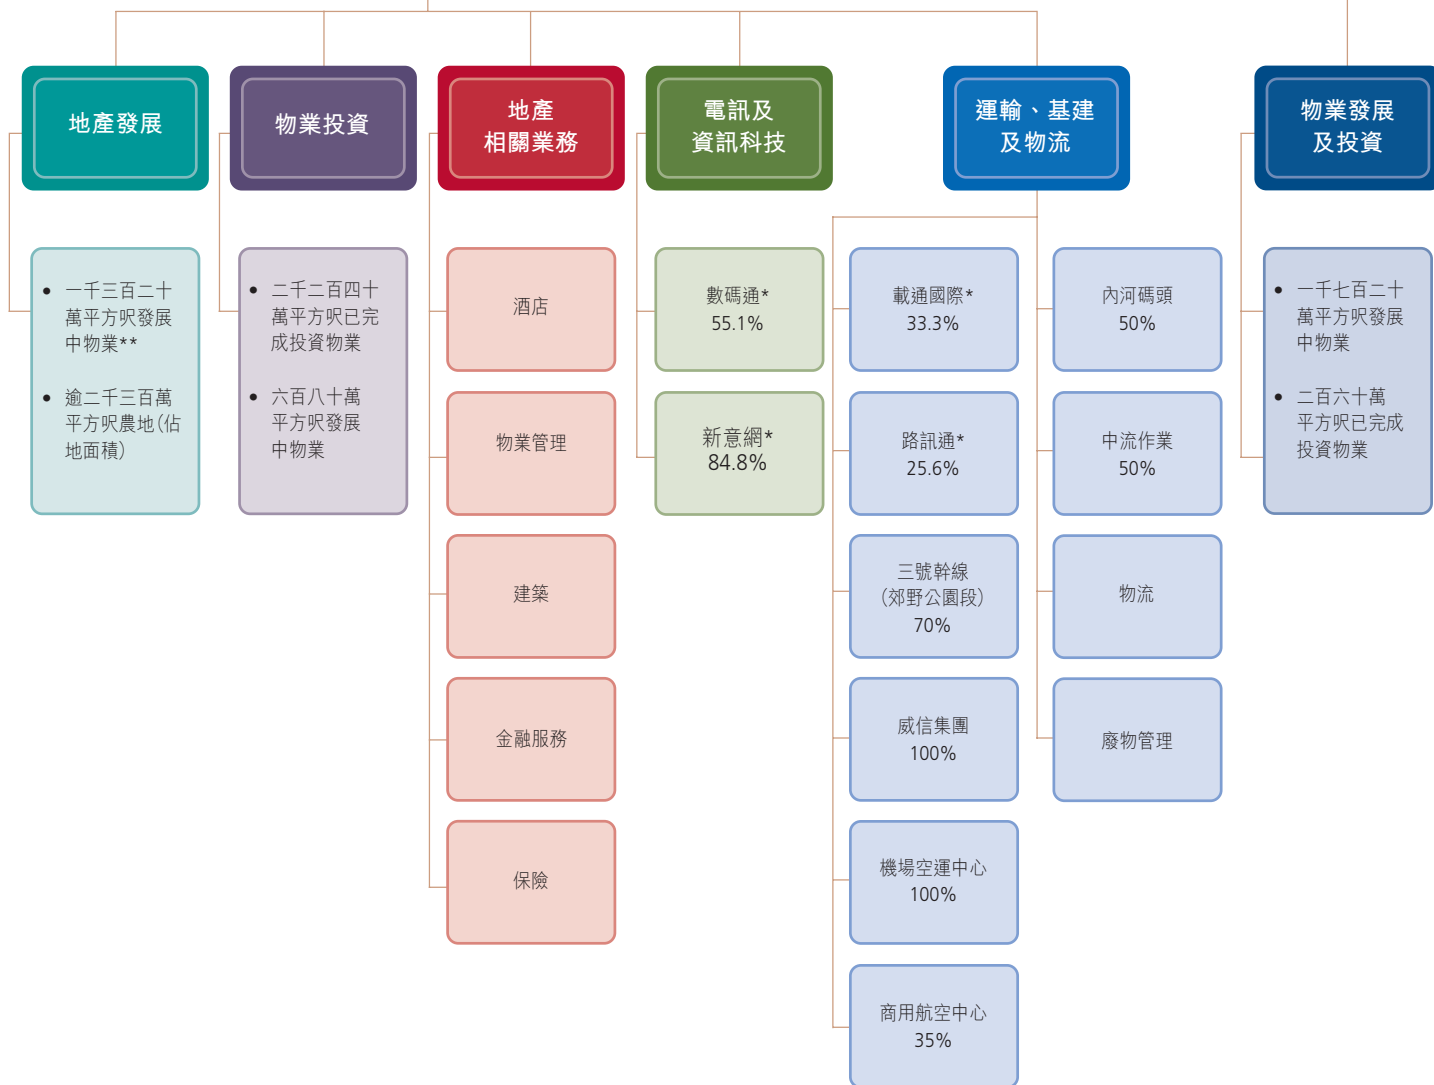 地產發展
物業投資
地產
相關業務
電訊及
資訊科技
運輸、基建
及物流
物業發展
及投資
• 一千三百二十
萬平方呎發展
中物業**
• 逾二千三百萬
平方呎農地(佔
地面積)
• 二千二百四十
萬平方呎已完
成投資物業
• 六百八十萬
平方呎發展
中物業
酒店
物業管理
建築
金融服務
保險
數碼通*
55.1%
新意網*
84.8%
載通國際*
33.3%
路訊通*
25.6%
三號幹線
(郊野公園段)
70%
威信集團
100%
機場空運中心
100%
商用航空中心
35%
內河碼頭
50%
中流作業
50%
物流
廢物管理
• 一千七百二十
萬平方呎發展
中物業
• 二百六十萬
平方呎已完成
投資物業